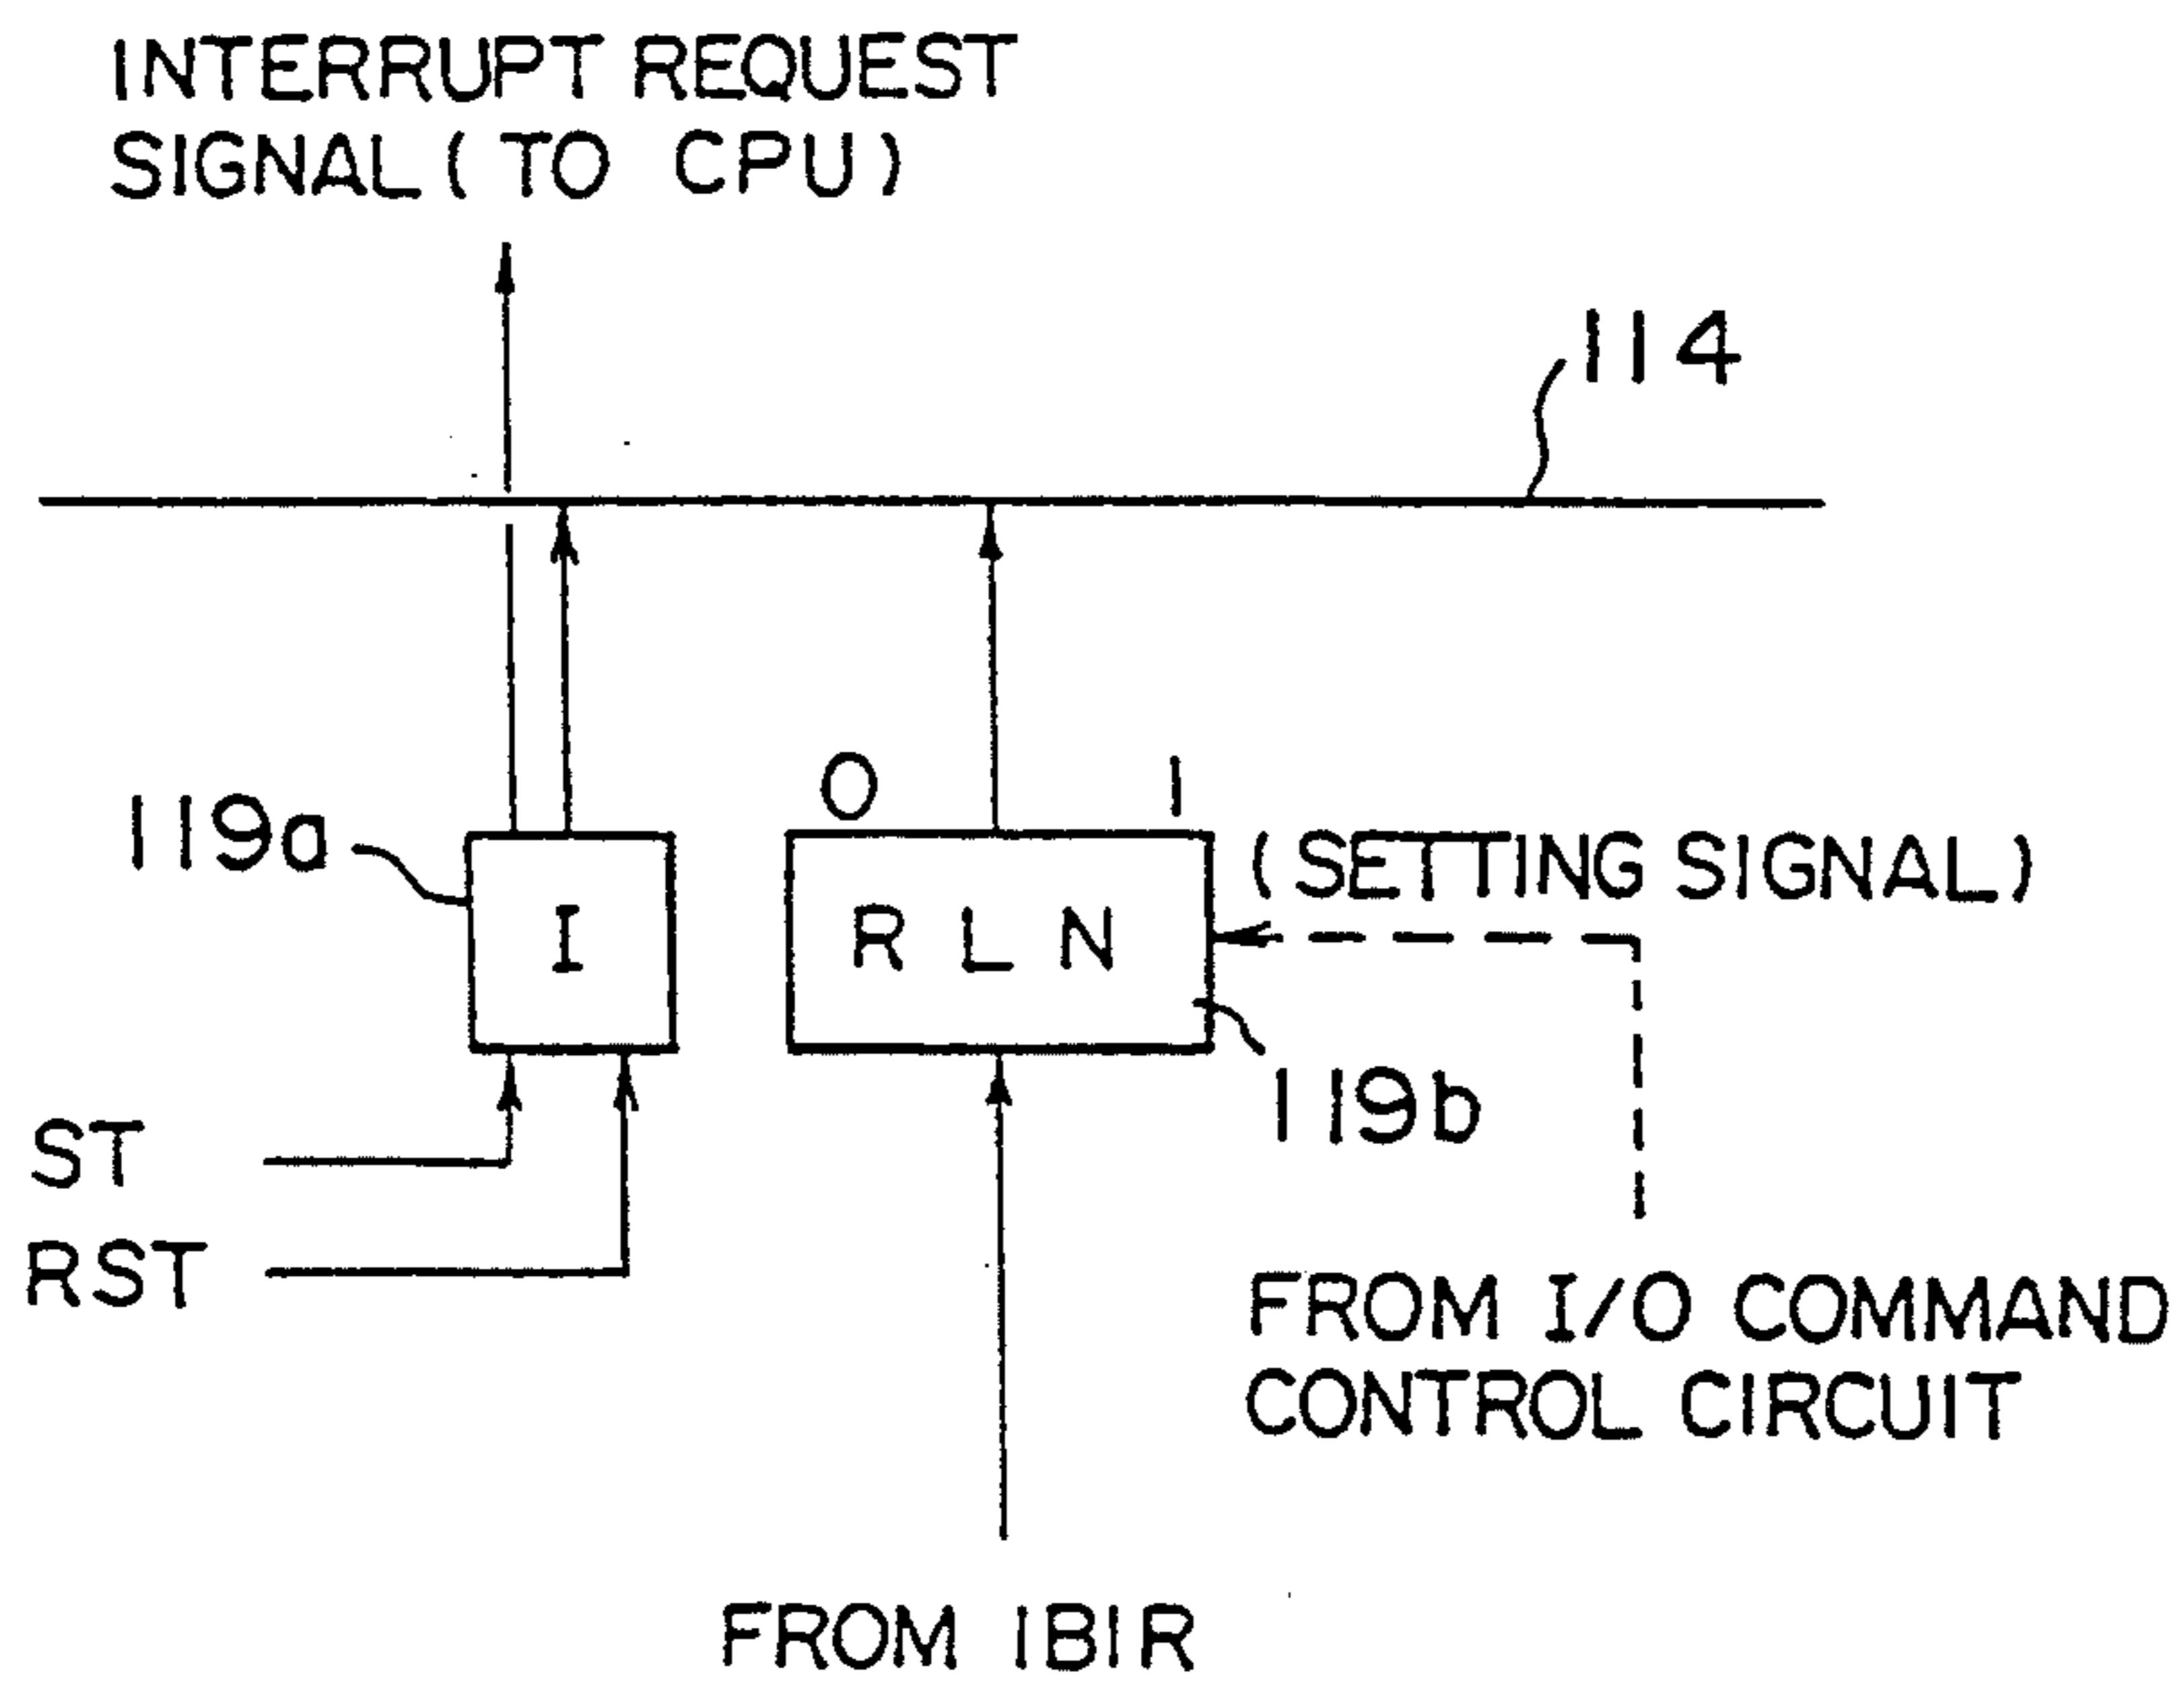 INTERRUPT REQUEST
SIGNAL ( TO CPU )
114
0 1
119a
(SETTING SIGNAL)
I
R L N
119b
ST
RST
FROM I/O COMMAND
CONTROL CIRCUIT
FROM IBIR